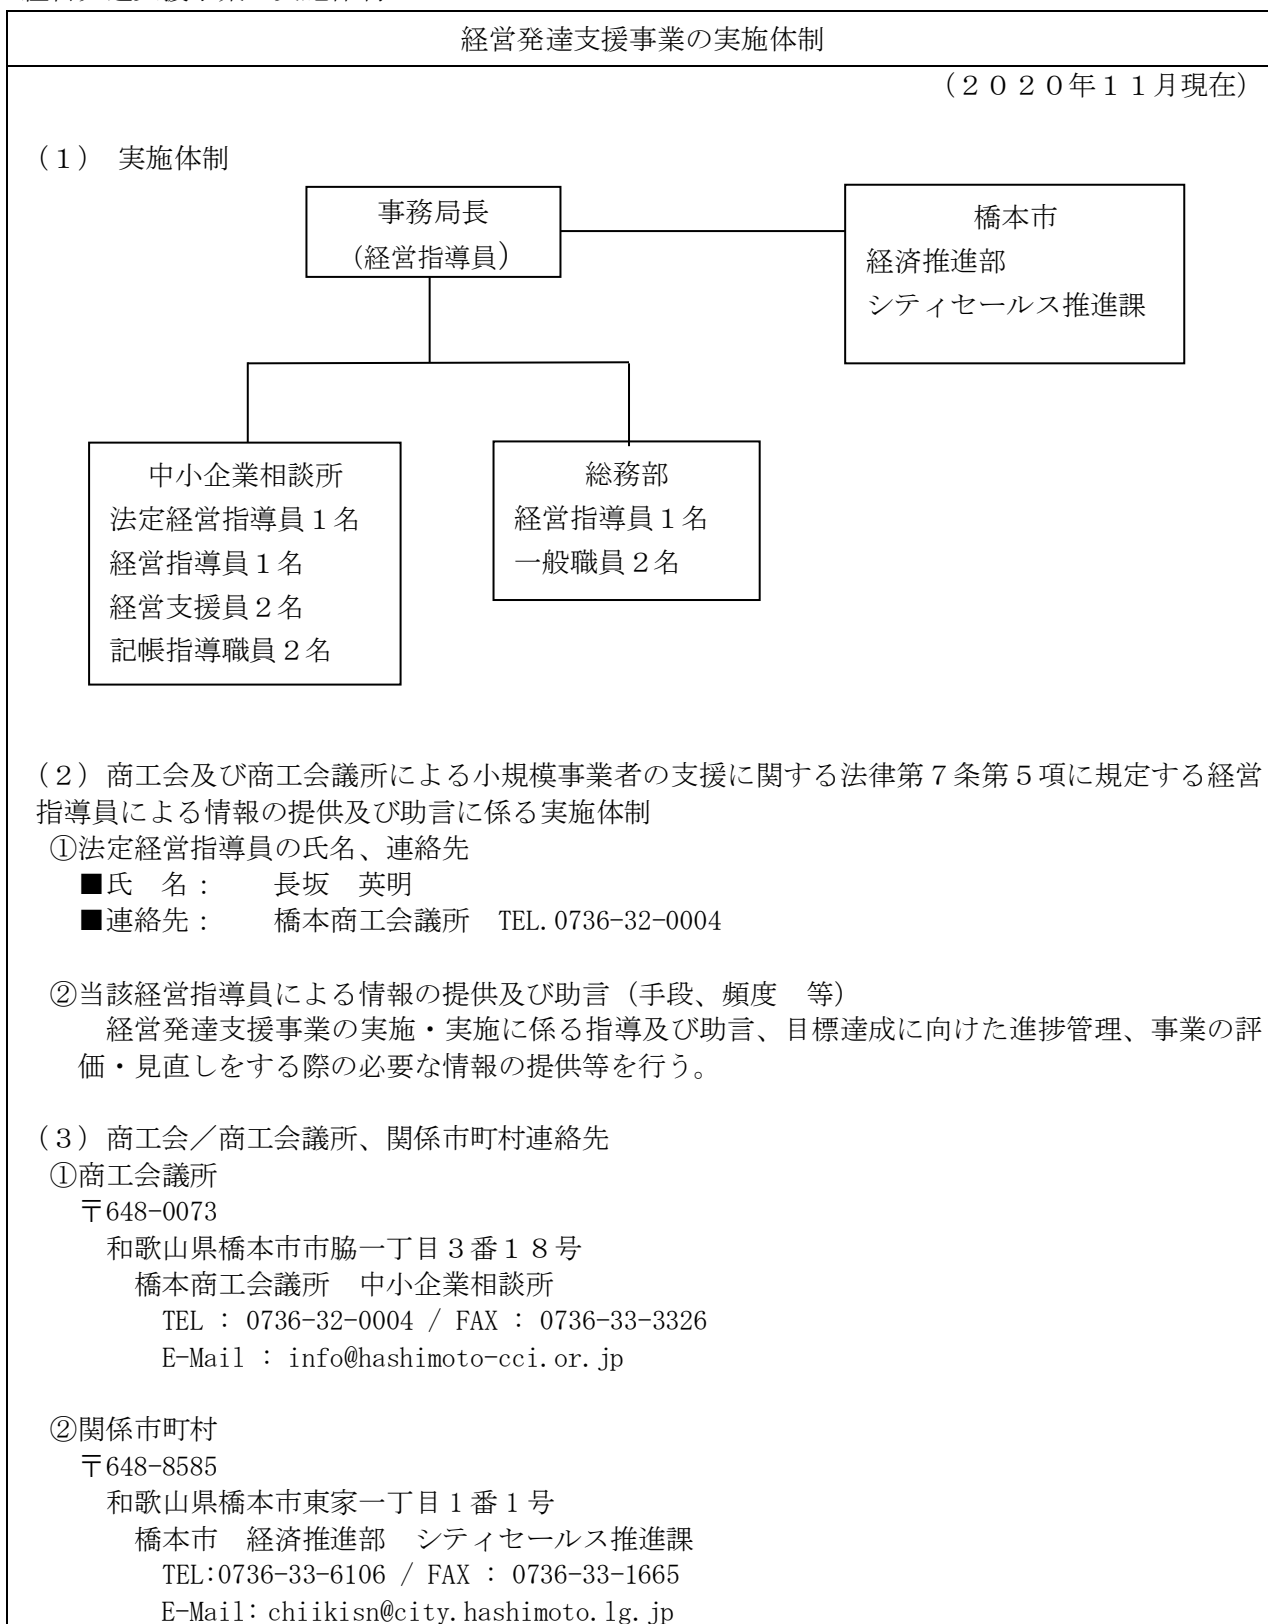 経営発達支援事業の実施体制
（２０２０年１１月現在）
（１） 実施体制
事務局長
（経営指導員）
橋本市
経済推進部
シティセールス推進課
中小企業相談所
法定経営指導員１名
経営指導員１名
経営支援員２名
記帳指導職員２名
総務部
経営指導員１名
一般職員２名
（２）商工会及び商工会議所による小規模事業者の支援に関する法律第７条第５項に規定する経営
指導員による情報の提供及び助言に係る実施体制
①法定経営指導員の氏名、連絡先
■氏　名：　　長坂　英明
■連絡先：　　橋本商工会議所　TEL.0736-32-0004
②当該経営指導員による情報の提供及び助言（手段、頻度　等）
経営発達支援事業の実施・実施に係る指導及び助言、目標達成に向けた進捗管理、事業の評
価・見直しをする際の必要な情報の提供等を行う。
（３）商工会／商工会議所、関係市町村連絡先
①商工会議所
〒648-0073
和歌山県橋本市市脇一丁目３番１８号
橋本商工会議所　中小企業相談所
TEL : 0736-32-0004 / FAX : 0736-33-3326
E-Mail : info@hashimoto-cci.or.jp
②関係市町村
〒648-8585
和歌山県橋本市東家一丁目１番１号
橋本市　経済推進部　シティセールス推進課
TEL:0736-33-6106 / FAX : 0736-33-1665
E-Mail: chiikisn@city.hashimoto.lg.jp